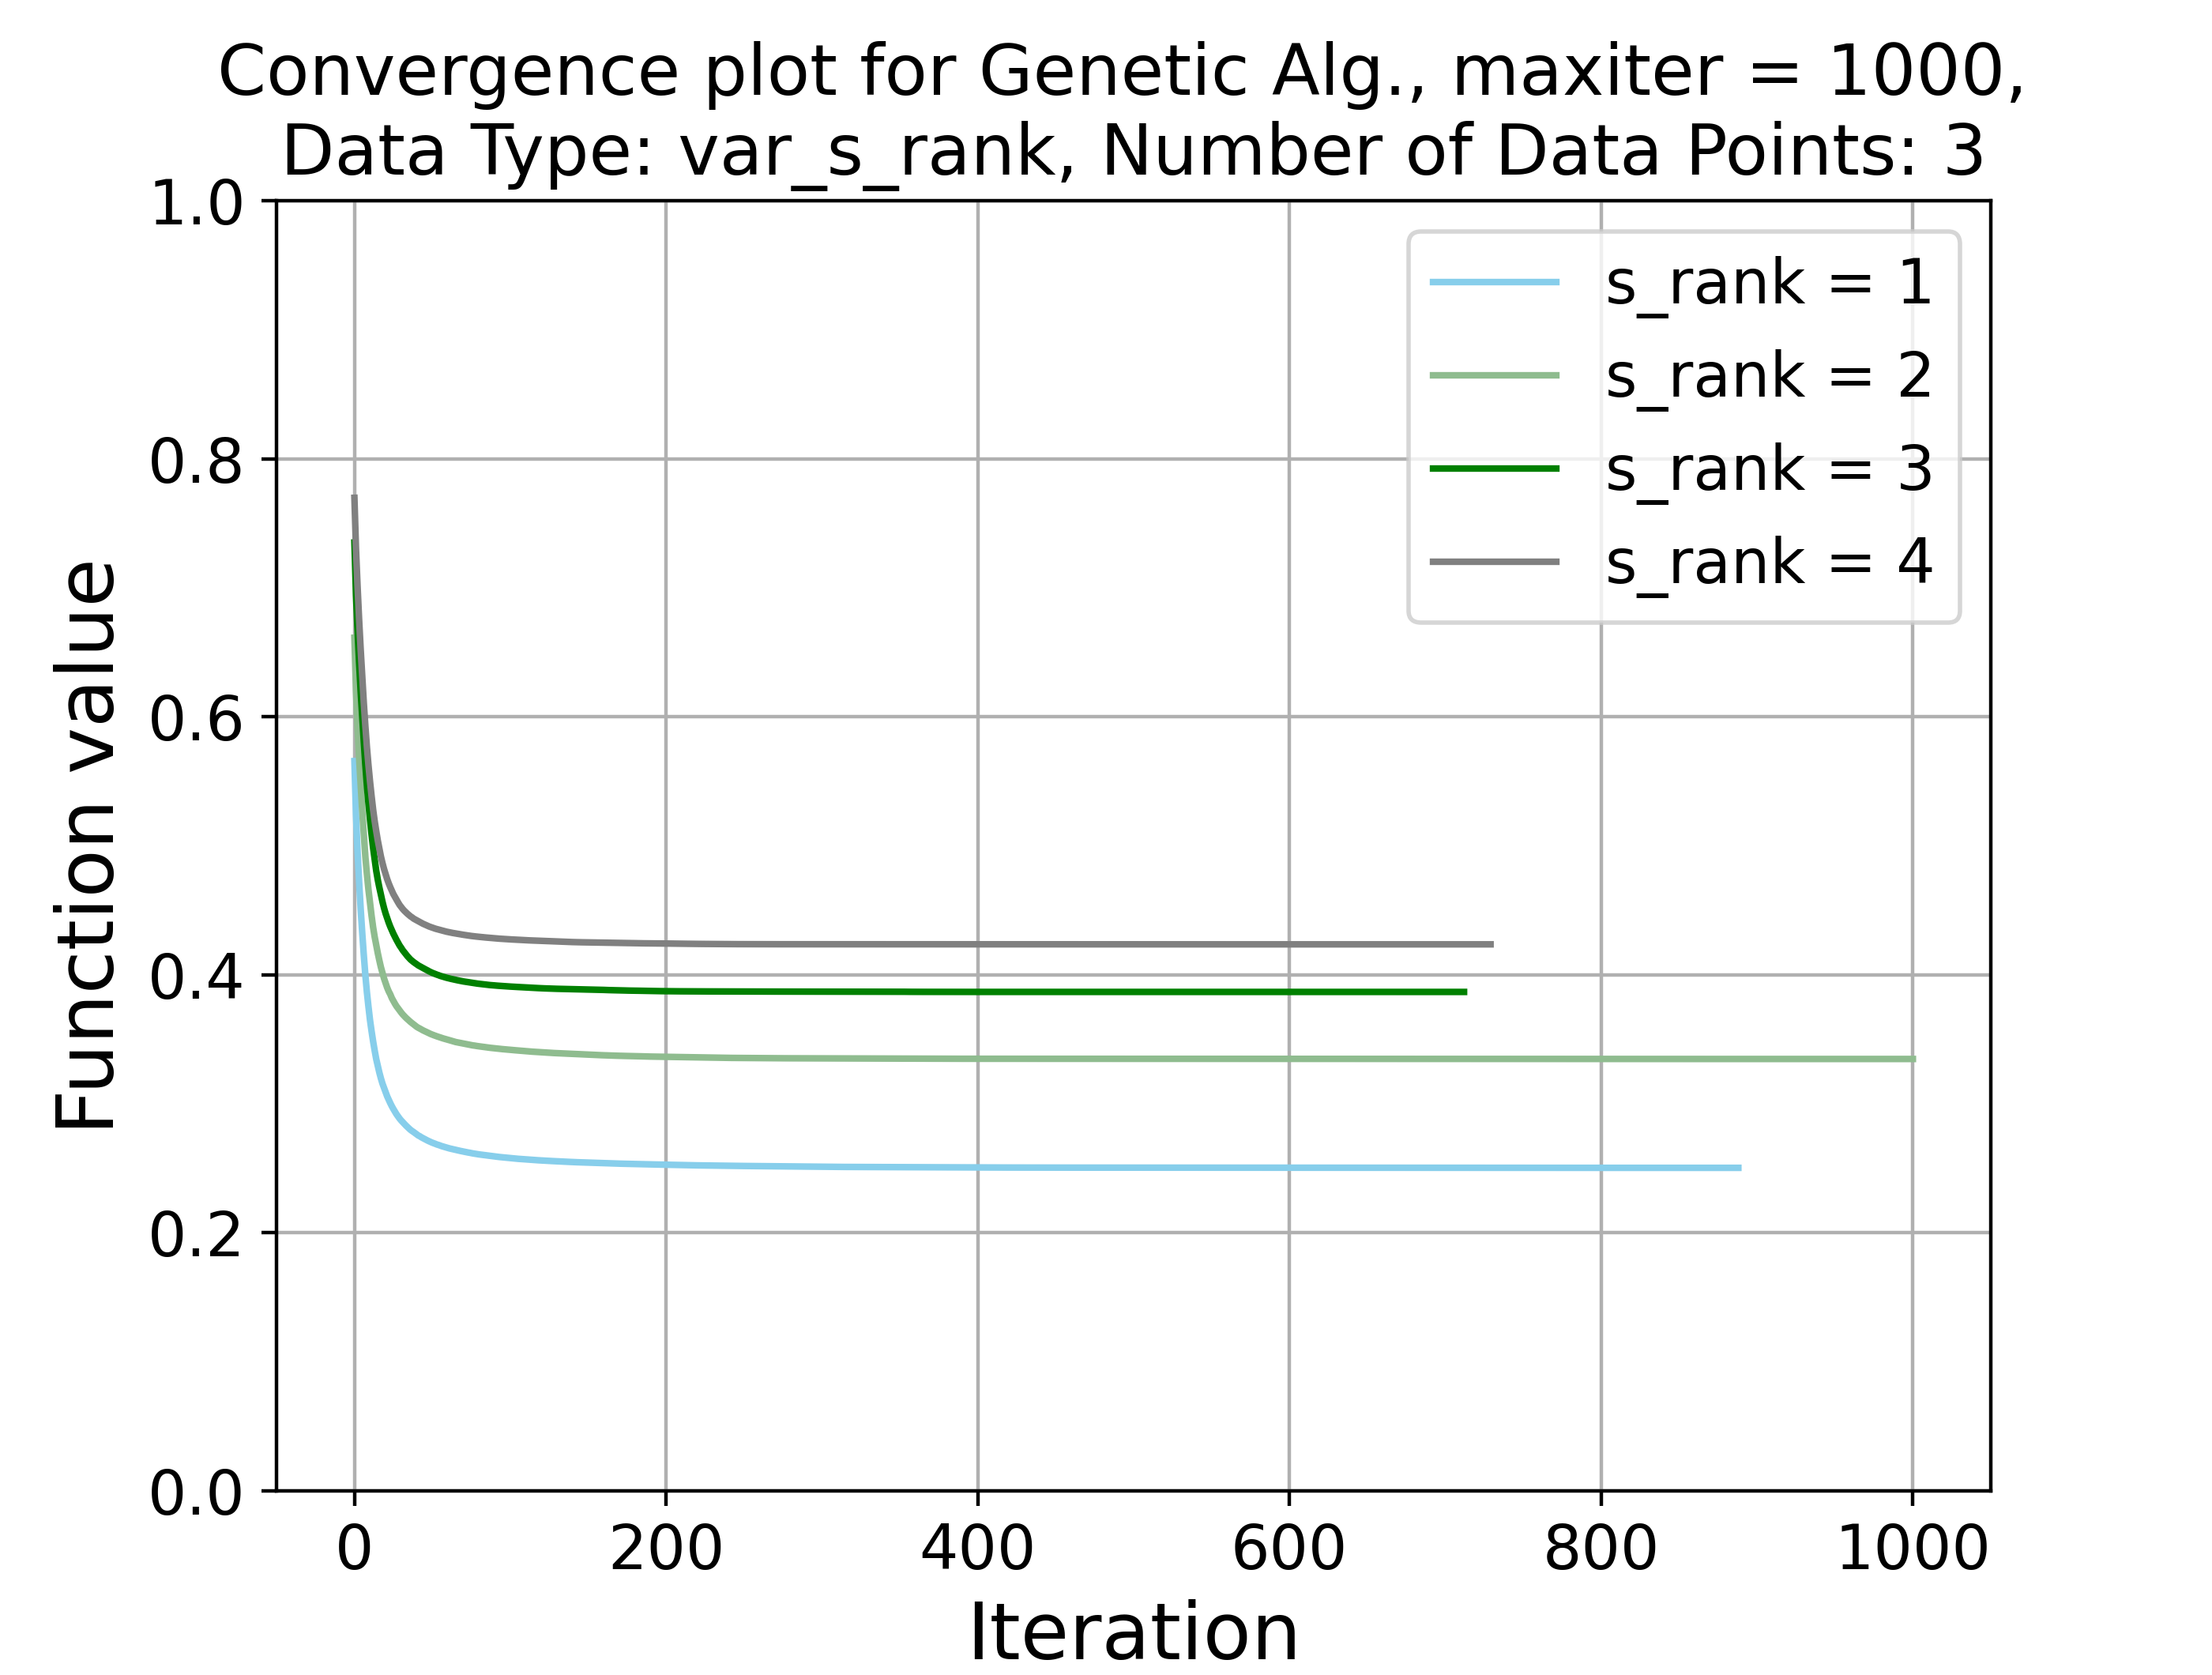 Convergence plot for Genetic Alg., maxiter = 1000,
Data Type: var_s_rank, Number of Data Points: 3
1.0
0.8
0.6
0.4
0.2
0.0
Function value
s_rank = 1
s_rank = 2
s_rank = 3
s_rank = 4
0 200 400 600 800 1000
Iteration